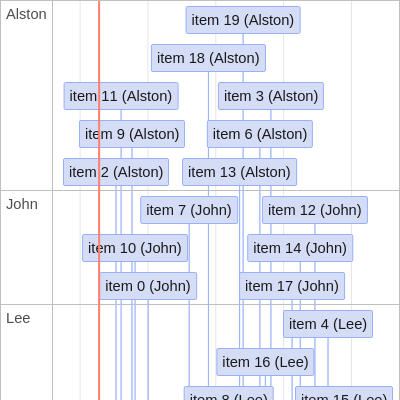 Alston
item 19 (Alston)
item 18 (Alston)
item 11 (Alston)
item 3 (Alston)
item 9 (Alston)
item 6 (Alston)
item 2 (Alston)
item 13 (Alston)
John
item 7 (John)
item 12 (John)
item 10 (John)
item 14 (John)
item 0 (John)
item 17 (John)
Lee
item 4 (Lee)
item 16 (Lee)
item 8 (Lee)
item 15 (Lee)